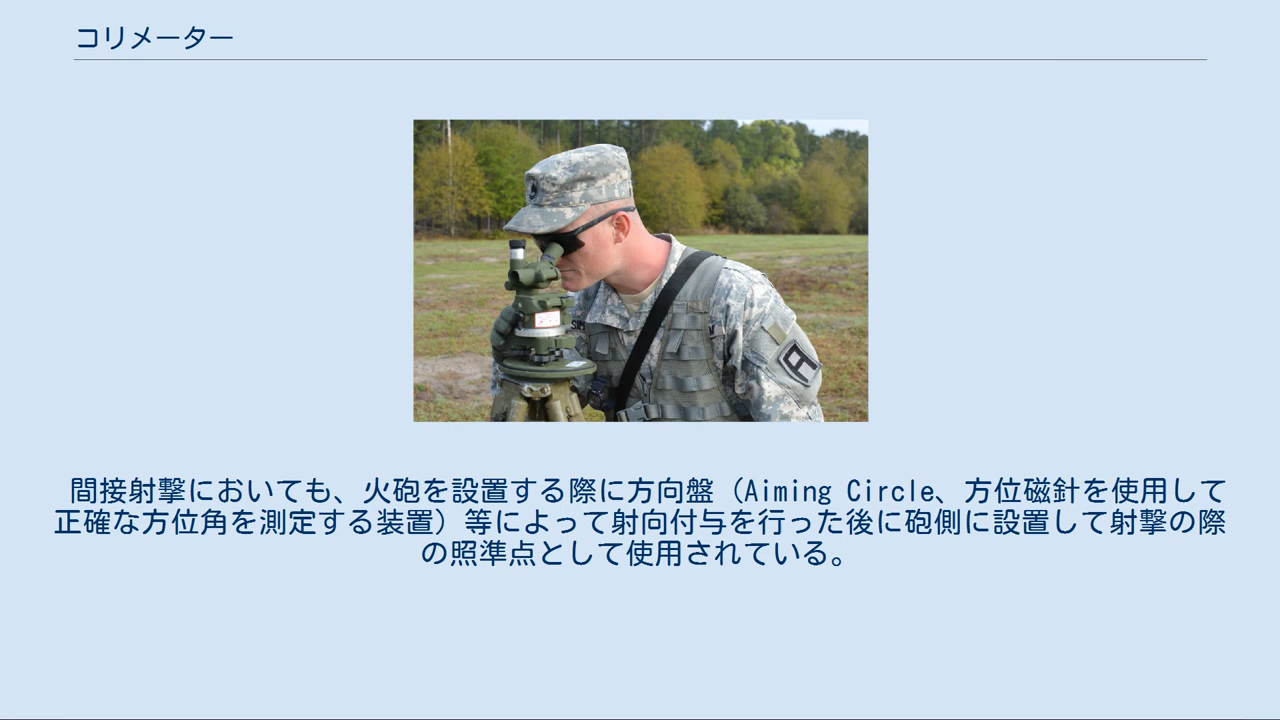 コリメーター
間接射撃においても、火砲を設置する際に方向盤（Aiming Circle、方位磁針を使用して
正確な方位角を測定する装置）等によって射向付与を行った後に砲側に設置して射撃の際
の照準点として使用されている。